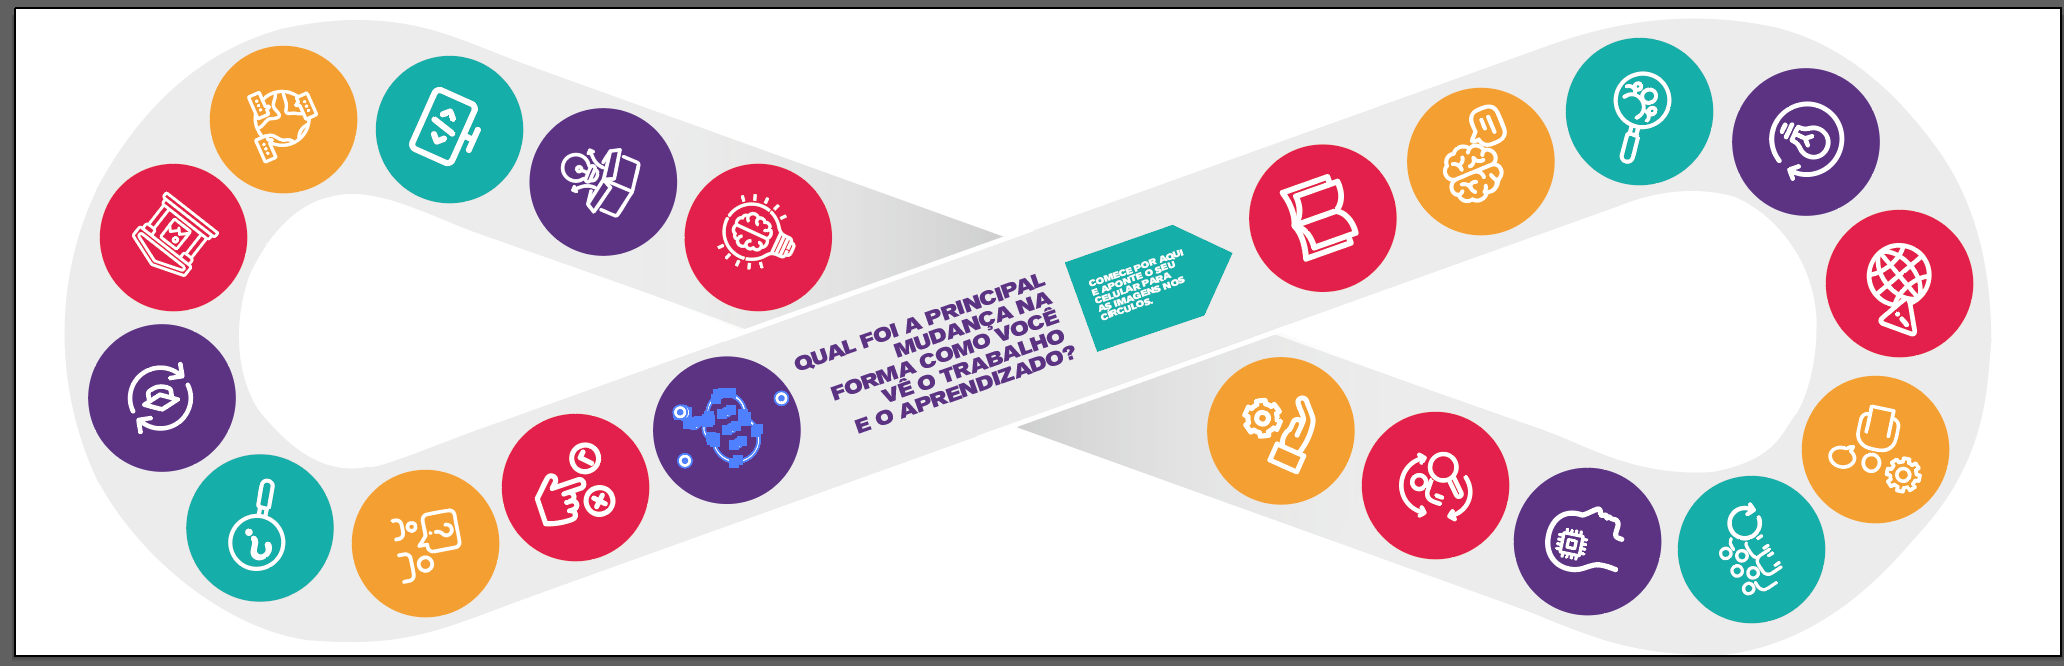 QUAL FOI A PRINCIPAL
MUDANÇA NA
FORMA COMO VOCÊ
VÊ O TRABALHO
E O APRENDIZADO?
COMECE POR AQUI
E APONTE O SEU
CELULAR PARA
AS IMAGENS NOS
CÍRCULOS.